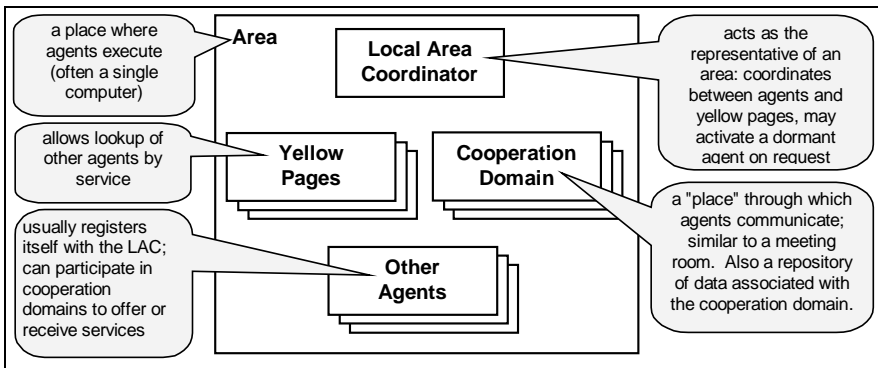 a place where
agents execute
(often a single
computer)
Area
Local Area
Coordinator
acts as the
representative of an
area: coordinates
between agents and
yellow pages, may
activate a dormant
agent on request
allows lookup of
other agents by
service
Yellow
Pages
Cooperation
Domain
a "place" through which
agents communicate;
similar to a meeting
room. Also a repository
of data associated with
the cooperation domain.
usually registers
itself with the LAC;
can participate in
cooperation
domains to offer or
receive services
Other
Agents